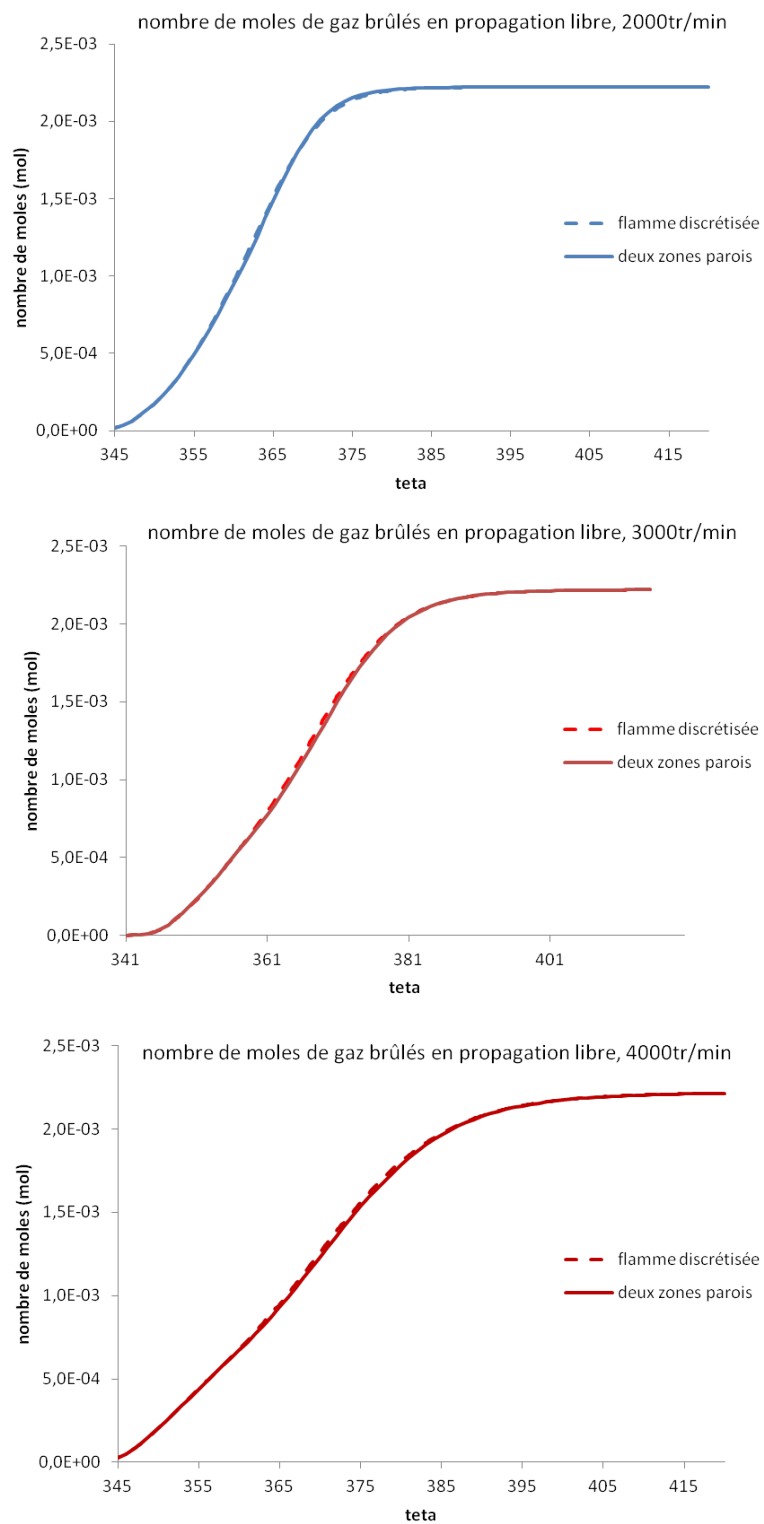 nombre de moles de gaz brûlés en propagation libre, 2000tr/min
2,5E-03
2,0E-03
1,5E-03
1,0E-03
5,0E-04
0,0E+00
nombre de moles (mol)
flamme discrétisée
deux zones parois
345 355 365 375 385 395 405 415
teta
nombre de moles de gaz brûlés en propagation libre, 3000tr/min
2,5E-03
2,0E-03
1,5E-03
1,0E-03
5,0E-04
0,0E+00
nombre de moles (mol)
flamme discrétisée
deux zones parois
341 361 381 401
teta
nombre de moles de gaz brûlés en propagation libre, 4000tr/min
2,5E-03
2,0E-03
1,5E-03
1,0E-03
5,0E-04
0,0E+00
nombre de moles (mol)
flamme discrétisée
deux zones parois
345 355 365 375 385 395 405 415
teta